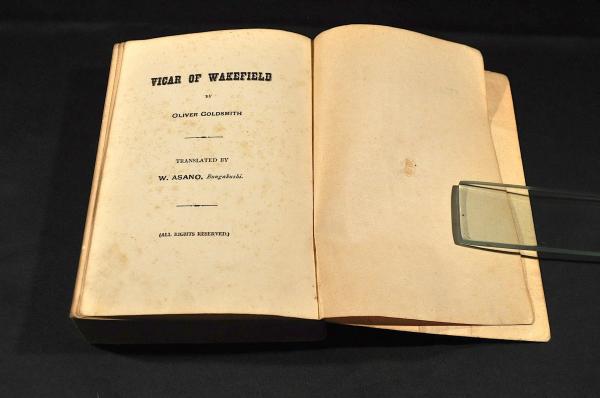 VICAR OF WAKEFIELD
BY
OLIVER GOLDSMITH
TRANSLATED BY
W. ASANO, Bungakushi.
(ALL RIGHTS RESERVED)